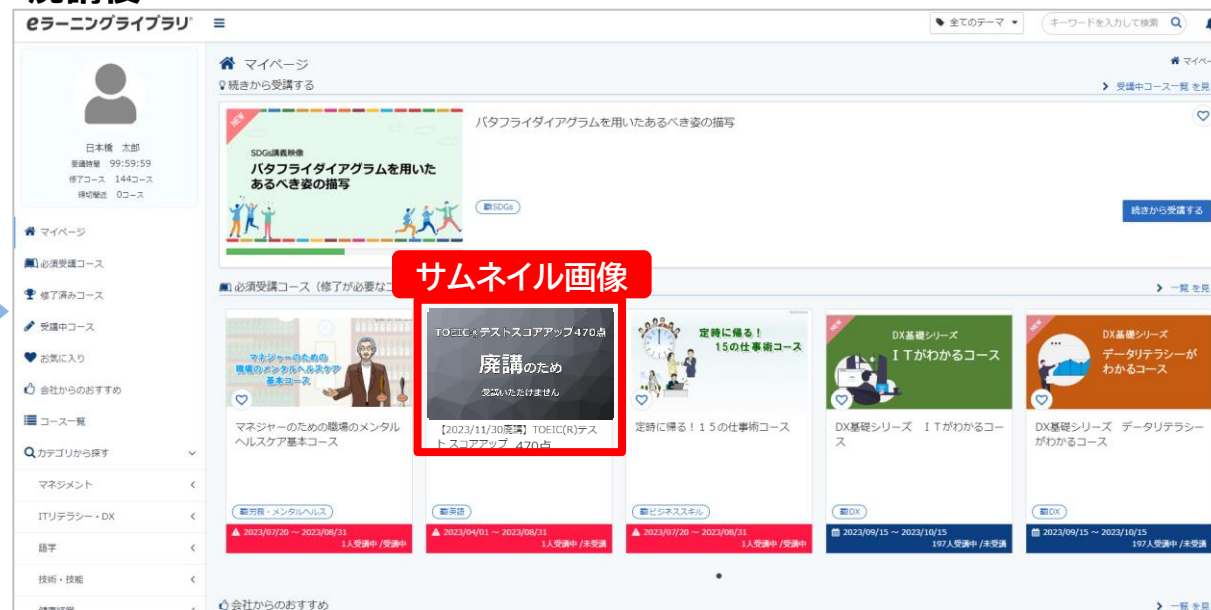 eラーニングライブラリ
全てのテーマ
キーワードを入力して検索
日本橋 太郎
受講時間 99:59:59
修了コース 144コース
締切間近 0コース
マイページ
必須受講コース
修了済みコース
受講中コース
お気に入り
会社からのおすすめ
コース一覧
カテゴリから探す
マネジメント
ITリテラシー・DX
語学
技術・技能
マイページ
マイペー
続きから受講する
受講中コース一覧 を見
NEW
SDGs講義映像
バタフライダイアグラムを用いた
あるべき姿の描写
バタフライダイアグラムを用いたあるべき姿の描写
SDGs
続きから受講する
サムネイル画像
必須受講コース（修了が必要なコ
一覧 を見
マネジャーのための
職場のメンタルヘルスケア
基本コース
マネジャーのための職場のメンタル
ヘルスケア基本コース
労務・メンタルヘルス
2023/07/20 ～ 2023/08/31
1人受講中 /受講中
TOEIC®テストスコアアップ470点
廃講のため
受講いただけません
【2023/11/30廃講】TOEIC(R)テス
ト スコアアップ 470点
英語
2023/04/01 ～ 2023/08/31
1人受講中 /未受講
定時に帰る！
15の仕事術コース
定時に帰る！１５の仕事術コース
ビジネススキル
2023/07/20 ～ 2023/08/31
1人受講中 /受講中
NEW
DX基礎シリーズ
ＩＴがわかるコース
DX基礎シリーズ ＩＴがわかるコー
ス
DX
2023/09/15 ～ 2023/10/15
197人受講中 /未受講
NEW
DX基礎シリーズ
データリテラシーが
わかるコース
DX基礎シリーズ データリテラシー
がわかるコース
DX
2023/09/15 ～ 2023/10/15
197人受講中 /未受講
会社からのおすすめ
一覧 を見